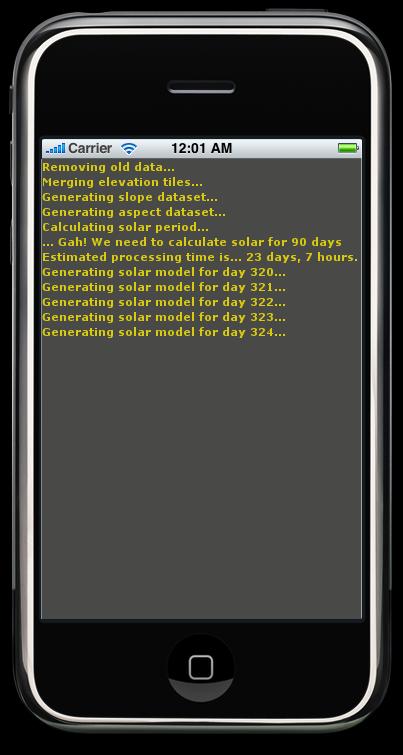 Carrier 12:01 AM
Removing old data...
Merging elevation tiles...
Generating slope dataset...
Generating aspect dataset...
Calculating solar period...
... Gah! We need to calculate solar for 90 days
Estimated processing time is... 23 days, 7 hours.
Generating solar model for day 320...
Generating solar model for day 321...
Generating solar model for day 322...
Generating solar model for day 323...
Generating solar model for day 324...